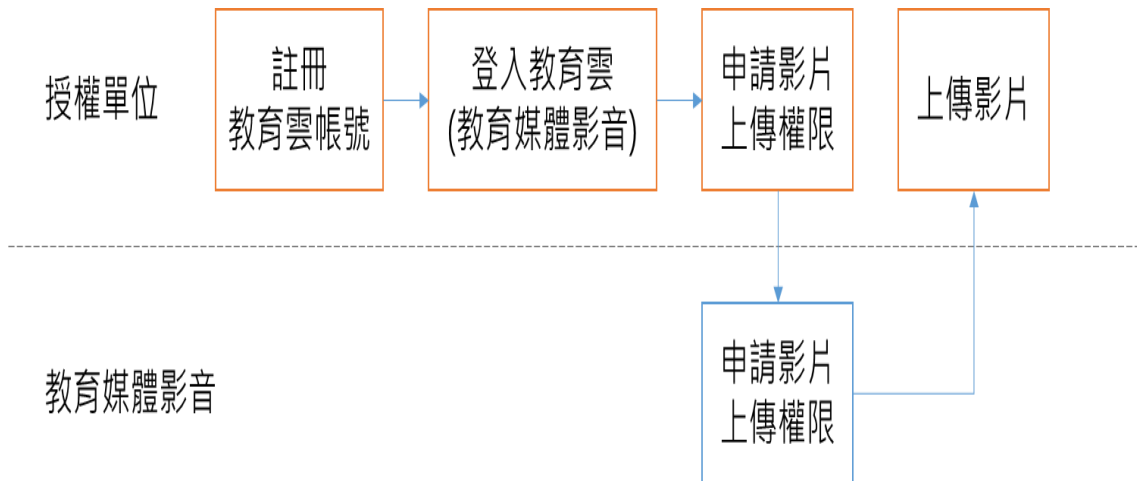 授權單位
註冊
教育雲帳號
登入教育雲
(教育媒體影音)
申請影片
上傳權限
上傳影片
教育媒體影音
申請影片
上傳權限